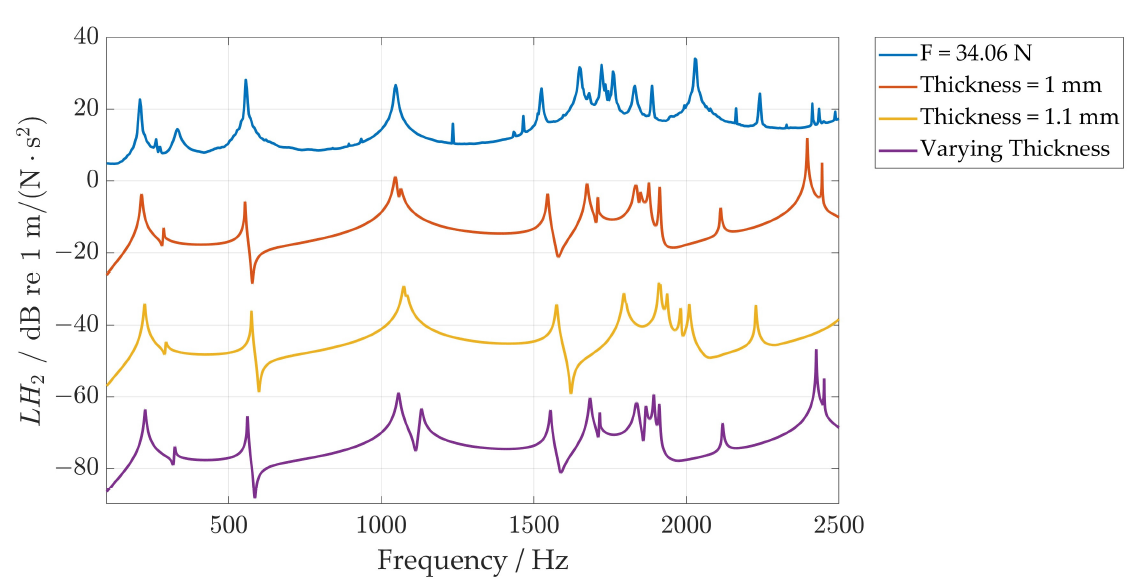 LH₂ / dB re 1 m/(N · s²)
40
20
0
−20
−40
−60
−80
500
1000
1500
2000
2500
Frequency / Hz
F = 34.06 N
Thickness = 1 mm
Thickness = 1.1 mm
Varying Thickness